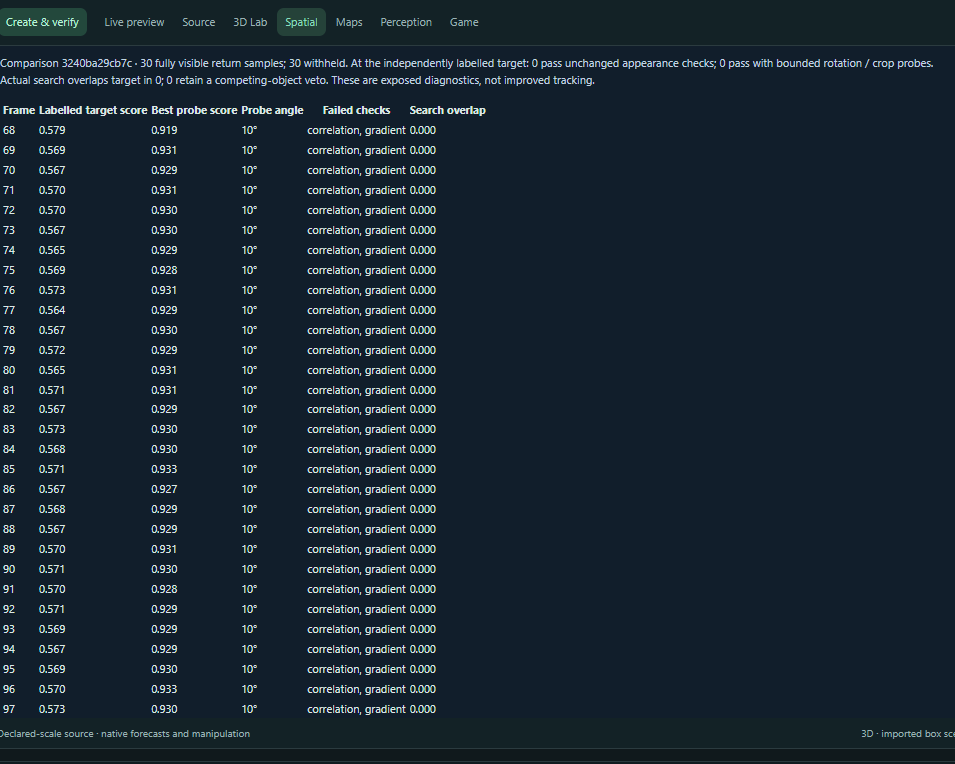 Create & verify Live preview Source 3D Lab Spatial Maps Perception Game
Comparison 3240ba29cb7c · 30 fully visible return samples; 30 withheld. At the independently labelled target: 0 pass unchanged appearance checks; 0 pass with bounded rotation / crop probes.
Actual search overlaps target in 0; 0 retain a competing-object veto. These are exposed diagnostics, not improved tracking.
Frame Labelled target score Best probe score Probe angle Failed checks Search overlap
68 0.579 0.919 10° correlation, gradient 0.000
69 0.569 0.931 10° correlation, gradient 0.000
70 0.567 0.929 10° correlation, gradient 0.000
71 0.570 0.931 10° correlation, gradient 0.000
72 0.570 0.930 10° correlation, gradient 0.000
73 0.567 0.930 10° correlation, gradient 0.000
74 0.565 0.929 10° correlation, gradient 0.000
75 0.569 0.928 10° correlation, gradient 0.000
76 0.573 0.931 10° correlation, gradient 0.000
77 0.564 0.929 10° correlation, gradient 0.000
78 0.567 0.930 10° correlation, gradient 0.000
79 0.572 0.929 10° correlation, gradient 0.000
80 0.565 0.931 10° correlation, gradient 0.000
81 0.571 0.931 10° correlation, gradient 0.000
82 0.567 0.929 10° correlation, gradient 0.000
83 0.573 0.930 10° correlation, gradient 0.000
84 0.568 0.930 10° correlation, gradient 0.000
85 0.571 0.933 10° correlation, gradient 0.000
86 0.567 0.927 10° correlation, gradient 0.000
87 0.568 0.929 10° correlation, gradient 0.000
88 0.567 0.929 10° correlation, gradient 0.000
89 0.570 0.931 10° correlation, gradient 0.000
90 0.571 0.930 10° correlation, gradient 0.000
91 0.570 0.928 10° correlation, gradient 0.000
92 0.571 0.929 10° correlation, gradient 0.000
93 0.569 0.929 10° correlation, gradient 0.000
94 0.567 0.929 10° correlation, gradient 0.000
95 0.569 0.930 10° correlation, gradient 0.000
96 0.570 0.933 10° correlation, gradient 0.000
97 0.573 0.930 10° correlation, gradient 0.000
Declared-scale source · native forecasts and manipulation 3D · imported box sce